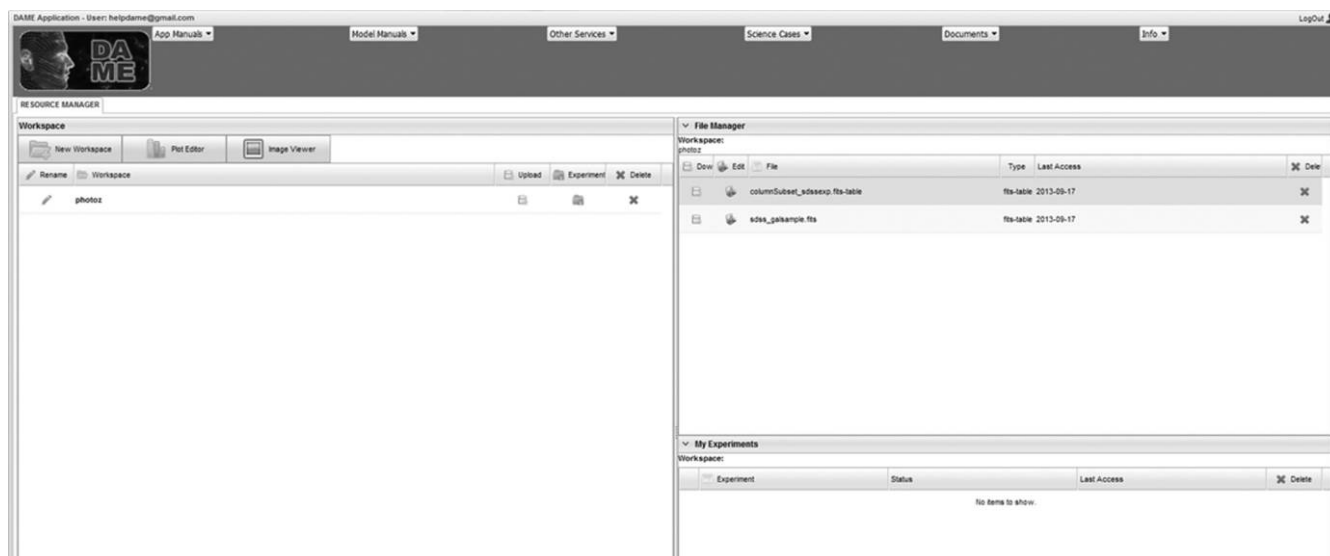 DAME Application - User: helpdame@gmail.com LogOut
DA
ME
App Manuals Model Manuals Other Services Science Cases Documents Info
RESOURCE MANAGER
Workspace
New Workspace Plot Editor Image Viewer
Rename Workspace Upload Experiment Delete
photoz
File Manager
Workspace:
photoz
Dow Edit File Type Last Access Dele
columnSubset_sdssexp.fits-table fits-table 2013-09-17
sdss_galsample.fits fits-table 2013-09-17
My Experiments
Workspace:
Experiment Status Last Access Delete
No items to show.